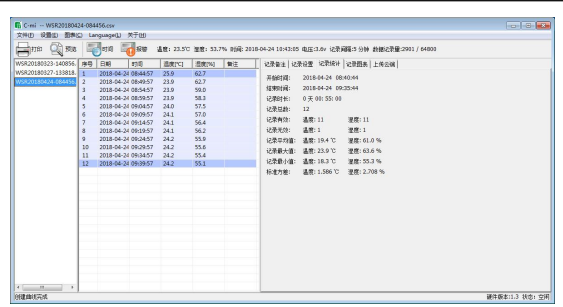 C-mi -- WSR20180424-084456.csv
文件(F) 设置(S) 图表(C) Language(L) 关于(H)
打印 预览 时间 报警 温度: 23.5℃ 湿度: 53.7% 时间: 2018-04-24 10:43:05 电压:3.6v 记录间隔:5 分钟 数据记录量:2901 / 64800
WSR20180323-140856.
WSR20180327-133818.
WSR20180424-084456.
序号 日期 时间 温度[℃] 湿度[%] 备注
1 2018-04-24 08:44:57 25.9 62.7
2 2018-04-24 08:49:57 23.9 62.7
3 2018-04-24 08:54:57 23.9 59.0
4 2018-04-24 08:59:57 23.9 58.3
5 2018-04-24 09:04:57 24.0 57.5
6 2018-04-24 09:09:57 24.1 57.0
7 2018-04-24 09:14:57 24.1 56.4
8 2018-04-24 09:19:57 24.1 56.2
9 2018-04-24 09:24:57 24.2 55.9
10 2018-04-24 09:29:57 24.2 55.6
11 2018-04-24 09:34:57 24.2 55.4
12 2018-04-24 09:39:57 24.2 55.1
记录备注 记录设置 记录统计 记录图表 上传云端
开始时间: 2018-04-24 08:40:44
结束时间: 2018-04-24 09:35:44
记录时长: 0 天 00: 55: 00
记录总数: 12
记录有效: 温度: 11 湿度: 11
记录无效: 温度: 1 湿度: 1
记录平均值: 温度: 19.4 ℃ 湿度: 61.0 %
记录最大值: 温度: 23.9 ℃ 湿度: 63.6 %
记录最小值: 温度: 18.3 ℃ 湿度: 55.3 %
标准方差: 温度: 1.586 ℃ 湿度: 2.708 %
创建曲线完成
硬件版本:1.3 状态: 空闲